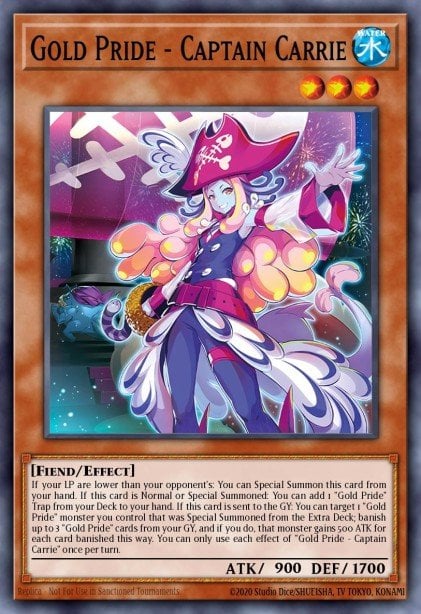 Gold Pride - Captain Carrie
WATER
水
[Fiend/Effect]
If your LP are lower than your opponent's: You can Special Summon this card from
your hand. If this card is Normal or Special Summoned: You can add 1 "Gold Pride"
Trap from your Deck to your hand. If this card is sent to the GY: You can target 1 "Gold
Pride" monster you control that was Special Summoned from the Extra Deck; banish
up to 3 "Gold Pride" cards from your GY, and if you do, that monster gains 500 ATK for
each card banished this way. You can only use each effect of "Gold Pride - Captain
Carrie" once per turn.
ATK/ 900 DEF/1700
Replica - Not For Use in Sanctioned Tournaments
©2020 Studio Dice/SHUEISHA, TV TOKYO, KONAMI